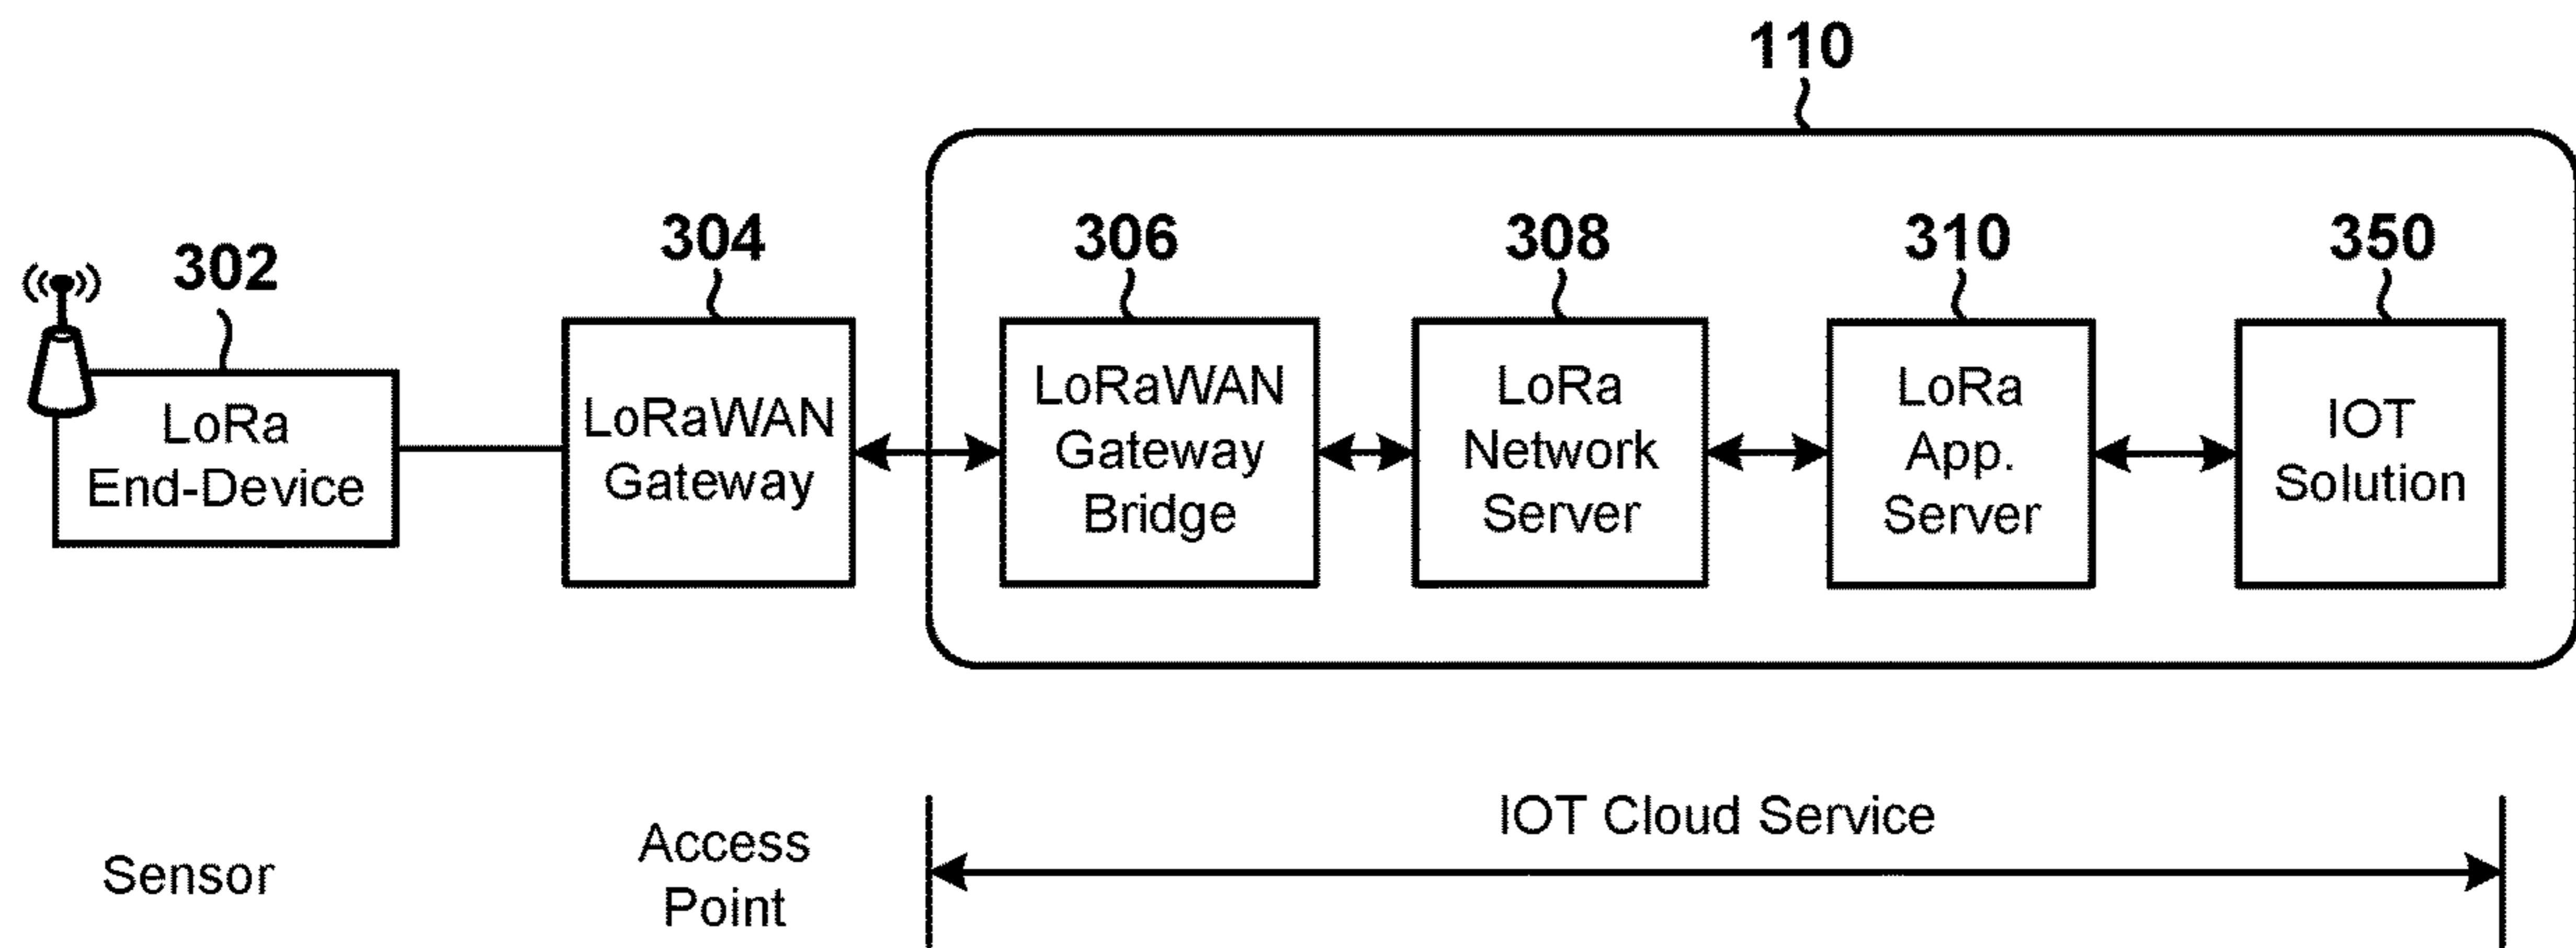 110
302
304
306
308
310
350
LoRa
End-Device
LoRaWAN
Gateway
LoRaWAN
Gateway
Bridge
LoRa
Network
Server
LoRa
App.
Server
IOT
Solution
Sensor
Access
Point
IOT Cloud Service